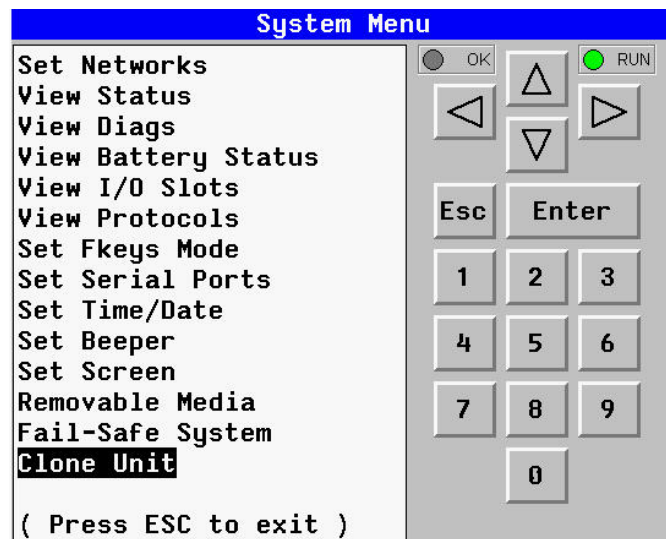 System Menu
Set Networks
View Status
View Diags
View Battery Status
View I/O Slots
View Protocols
Set Fkeys Mode
Set Serial Ports
Set Time/Date
Set Beeper
Set Screen
Removable Media
Fail-Safe System
Clone Unit
( Press ESC to exit )
OK
RUN
Esc
Enter
1
2
3
4
5
6
7
8
9
0